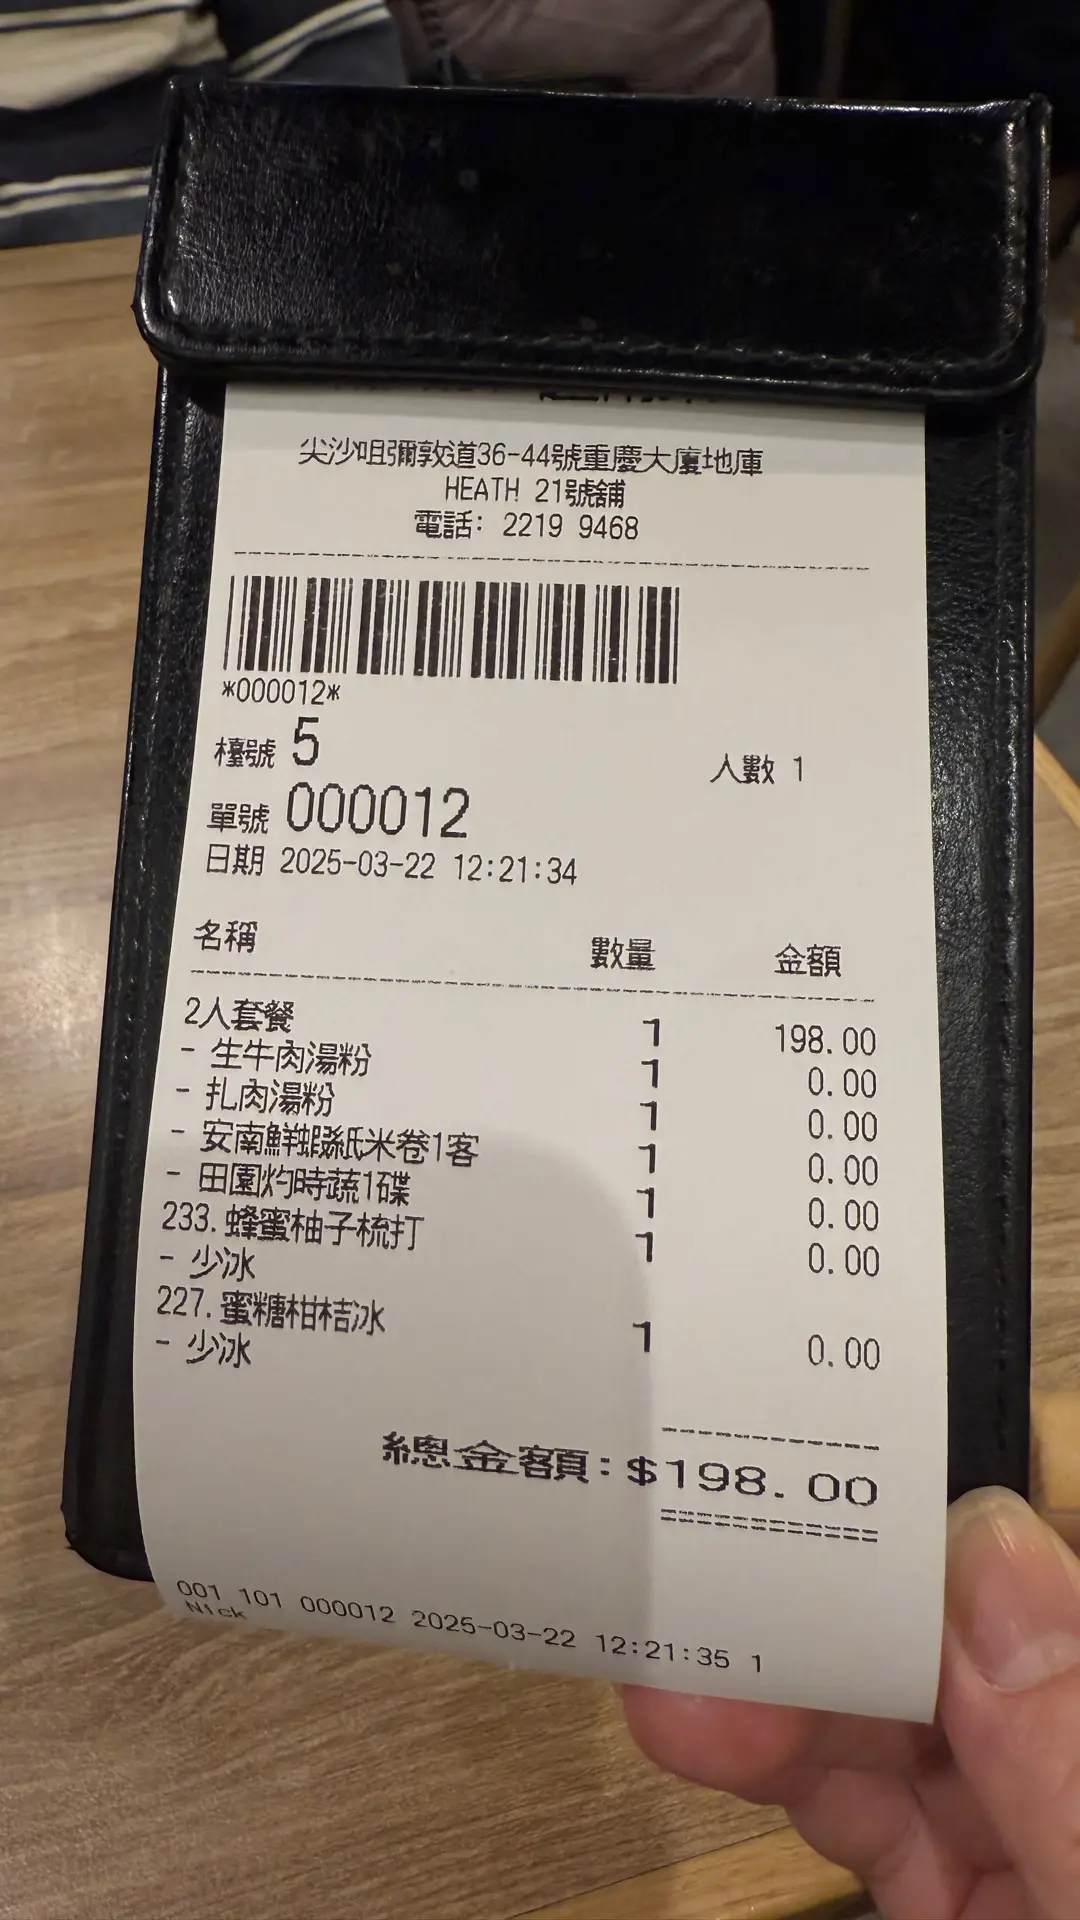 尖沙咀彌敦道36-44號重慶大廈地庫
HEATH 21號舖
電話: 2219 9468
*000012*
檯號 5
人數 1
單號 000012
日期 2025-03-22 12:21:34
名稱 數量 金額
2人套餐 1 198.00
- 生牛肉湯粉 1 0.00
- 扎肉湯粉 1 0.00
- 安南鮮蝦紙米卷1客 1 0.00
- 田園灼時蔬1碟 1 0.00
233. 蜂蜜柚子梳打 1 0.00
- 少冰
227. 蜜糖柑桔冰 1 0.00
- 少冰
總金額: $198.00
001 101 000012 2025-03-22 12:21:35 1
Nick